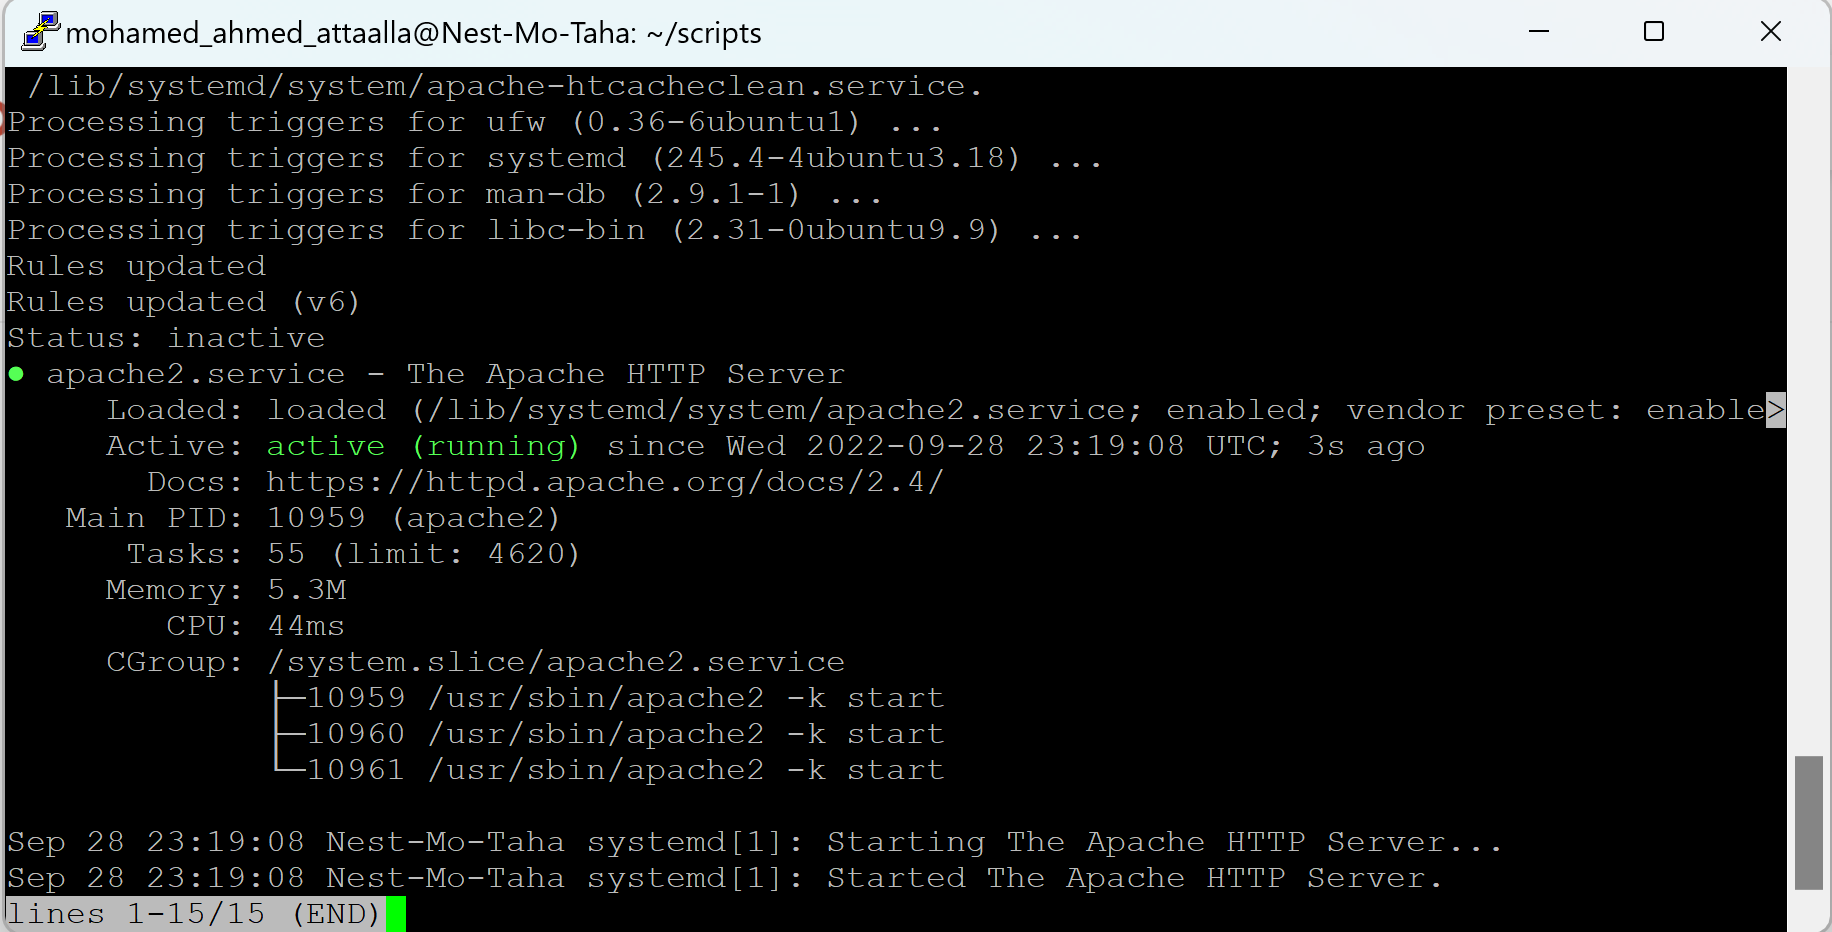 mohamed_ahmed_attaalla@Nest-Mo-Taha: ~/scripts
/lib/systemd/system/apache-htcacheclean.service.
Processing triggers for ufw (0.36-6ubuntu1) ...
Processing triggers for systemd (245.4-4ubuntu3.18) ...
Processing triggers for man-db (2.9.1-1) ...
Processing triggers for libc-bin (2.31-0ubuntu9.9) ...
Rules updated
Rules updated (v6)
Status: inactive
● apache2.service - The Apache HTTP Server
Loaded: loaded (/lib/systemd/system/apache2.service; enabled; vendor preset: enable>
Active: active (running) since Wed 2022-09-28 23:19:08 UTC; 3s ago
Docs: https://httpd.apache.org/docs/2.4/
Main PID: 10959 (apache2)
Tasks: 55 (limit: 4620)
Memory: 5.3M
CPU: 44ms
CGroup: /system.slice/apache2.service
├─10959 /usr/sbin/apache2 -k start
├─10960 /usr/sbin/apache2 -k start
└─10961 /usr/sbin/apache2 -k start
Sep 28 23:19:08 Nest-Mo-Taha systemd[1]: Starting The Apache HTTP Server...
Sep 28 23:19:08 Nest-Mo-Taha systemd[1]: Started The Apache HTTP Server.
lines 1-15/15 (END)